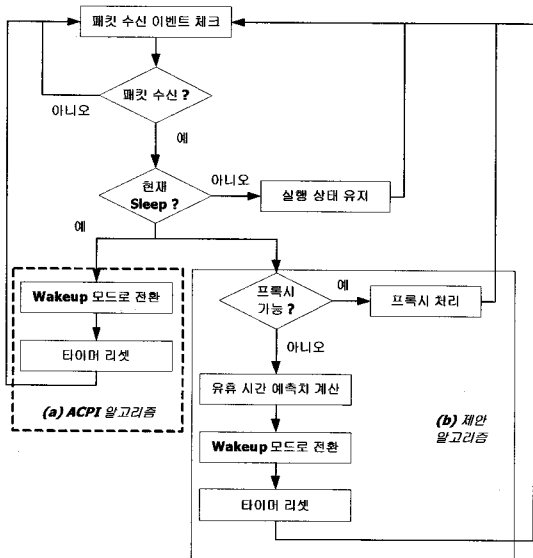 패킷 수신 이벤트 체크
패킷 수신 ?
아니오
예
현재
Sleep ?
아니오
실행 상태 유지
예
Wakeup 모드로 전환
타이머 리셋
(a) ACPI 알고리즘
프록시
가능 ?
예
프록시 처리
아니오
유휴 시간 예측치 계산
Wakeup 모드로 전환
타이머 리셋
(b) 제안
알고리즘